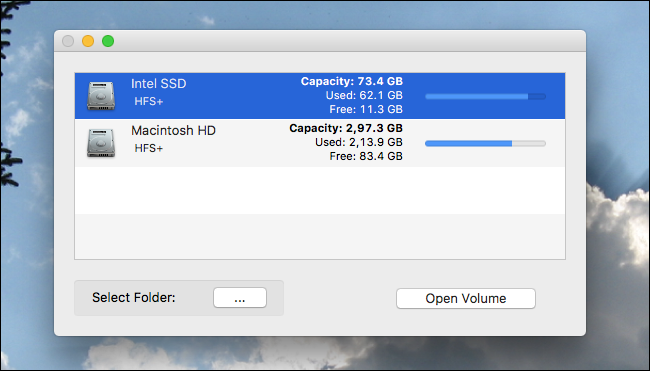 Intel SSD
HFS+
Capacity: 73.4 GB
Used: 62.1 GB
Free: 11.3 GB
Macintosh HD
HFS+
Capacity: 2,97.3 GB
Used: 2,13.9 GB
Free: 83.4 GB
Select Folder:
...
Open Volume